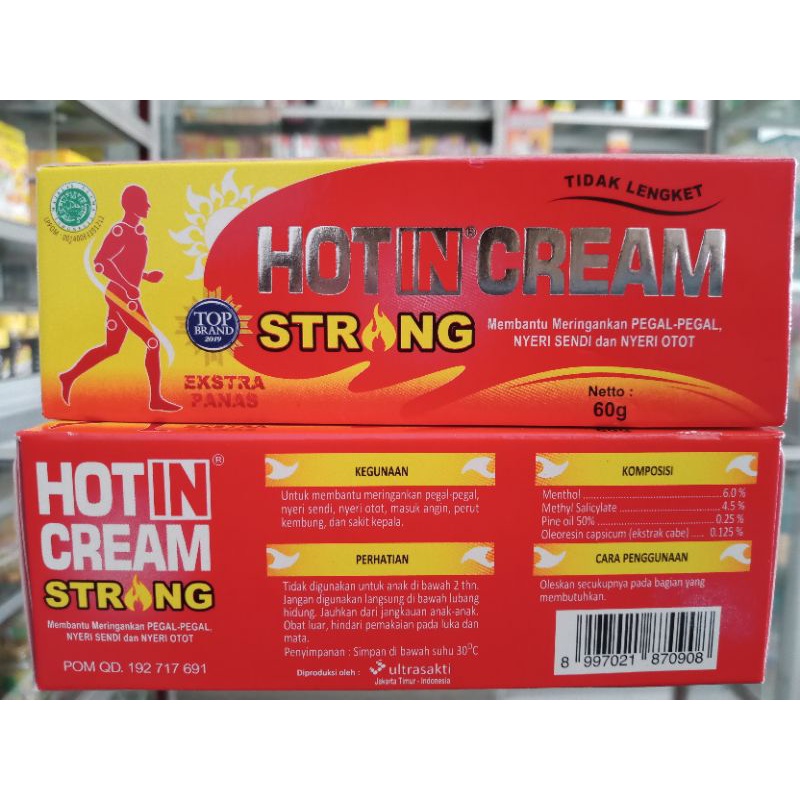 TIDAK LENGKET
HOTIN® CREAM
STRONG
Membantu Meringankan PEGAL-PEGAL,
NYERI SENDI dan NYERI OTOT
TOP
BRAND
2019
EKSTRA
PANAS
Netto :
60g
HOTIN®
CREAM
STRONG
Membantu Meringankan PEGAL-PEGAL,
NYERI SENDI dan NYERI OTOT
POM QD. 192 717 691
KEGUNAAN
Untuk membantu meringankan pegal-pegal,
nyeri sendi, nyeri otot, masuk angin, perut
kembung, dan sakit kepala.
PERHATIAN
Tidak digunakan untuk anak di bawah 2 thn.
Jangan digunakan langsung di bawah lubang
hidung. Jauhkan dari jangkauan anak-anak.
Obat luar, hindari pemakaian pada luka dan
mata.
Penyimpanan : Simpan di bawah suhu 30°C
Diproduksi oleh : ultrasakti
Jakarta Timur - Indonesia
KOMPOSISI
Menthol ........................ 6.0 %
Methyl Salicylate ........................ 4.5 %
Pine oil 50% ........................ 0.25 %
Oleoresin capsicum (ekstrak cabe) ..... 0.125 %
CARA PENGGUNAAN
Oleskan secukupnya pada bagian yang
membutuhkan.
8 997021 870908